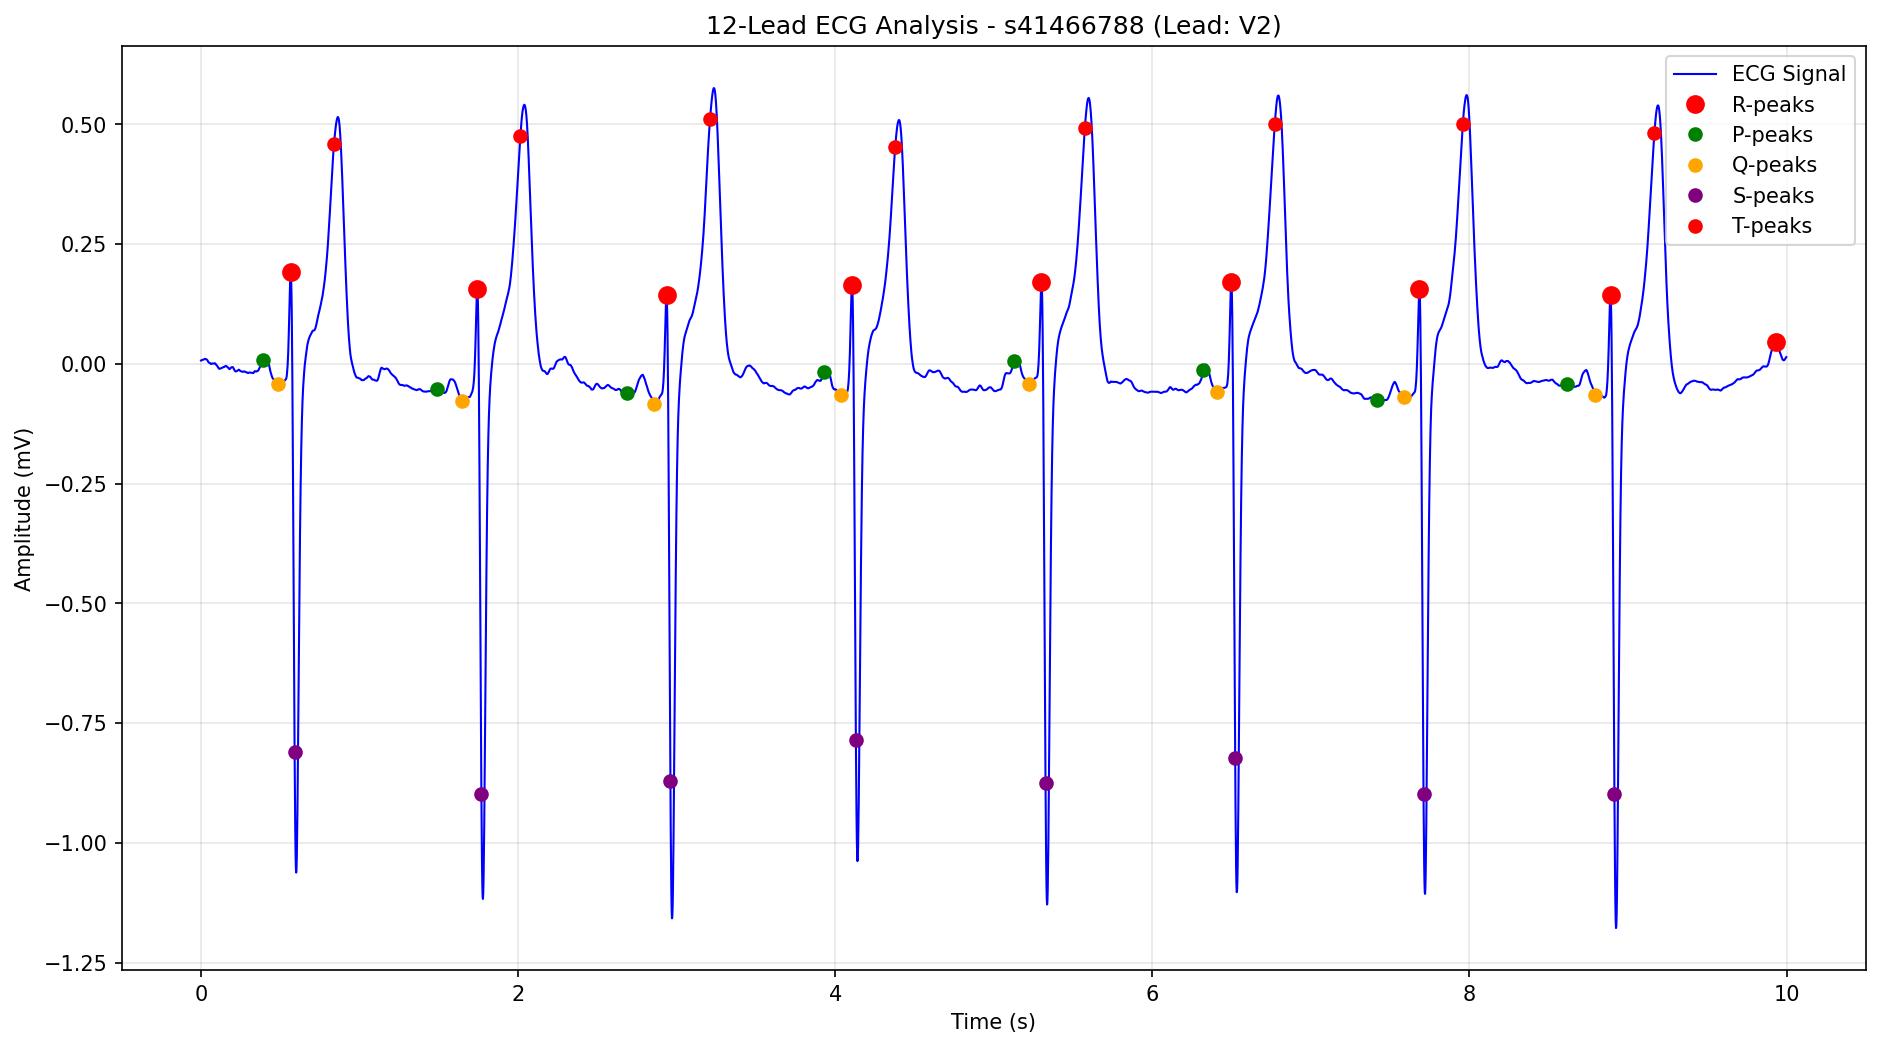 12-Lead ECG Analysis - s41466788 (Lead: V2)
ECG Signal
R-peaks
P-peaks
Q-peaks
S-peaks
T-peaks
0.50
0.25
0.00
−0.25
−0.50
−0.75
−1.00
−1.25
Amplitude (mV)
0 2 4 6 8 10
Time (s)